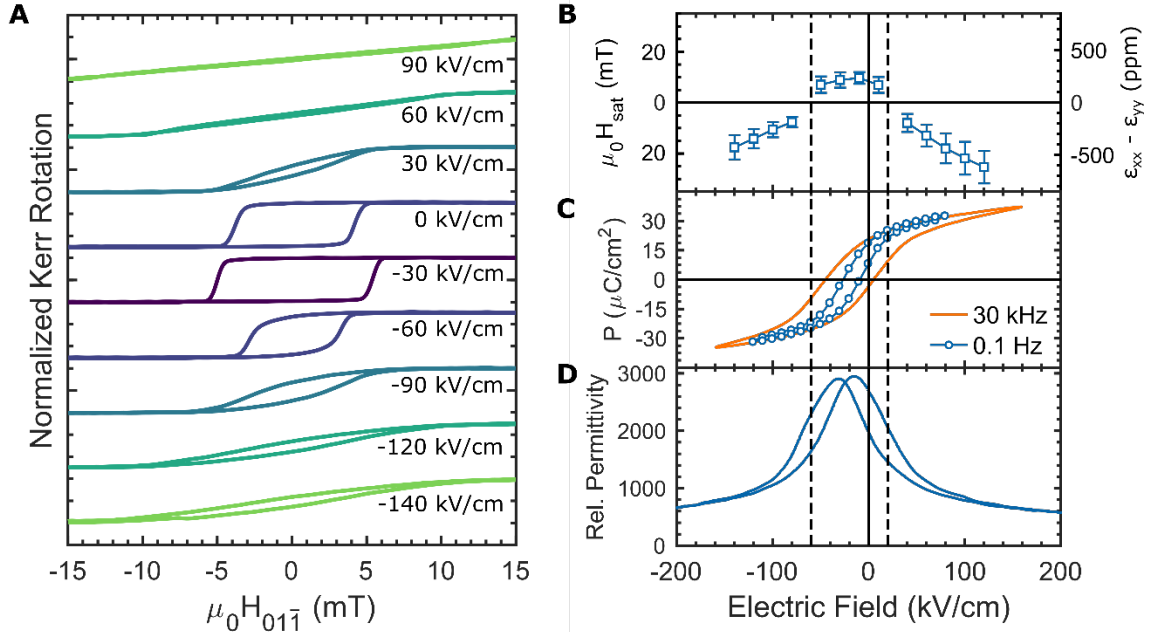 A
Normalized Kerr Rotation
90 kV/cm
60 kV/cm
30 kV/cm
0 kV/cm
-30 kV/cm
-60 kV/cm
-90 kV/cm
-120 kV/cm
-140 kV/cm
-15 -10 -5 0 5 10 15
μ₀H₀₁₁̅ (mT)
B
μ₀H_sat (mT)
20
0
20
500
0
-500
ε_xx - ε_yy (ppm)
C
P (μC/cm²)
30
15
0
-15
-30
30 kHz
0.1 Hz
D
Rel. Permittivity
3000
2000
1000
0
-200 -100 0 100 200
Electric Field (kV/cm)